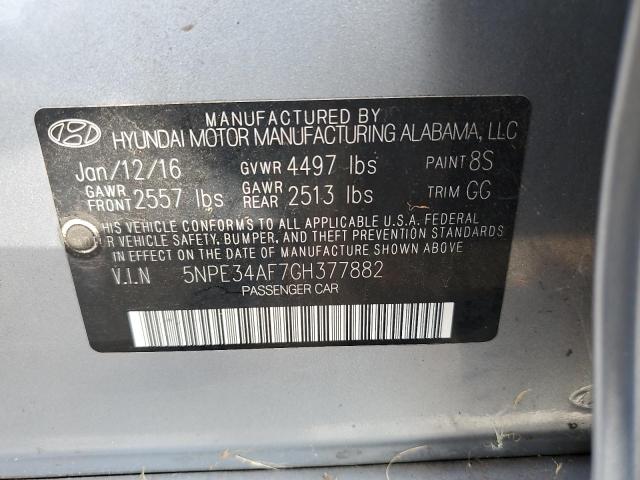 MANUFACTURED BY
HYUNDAI MOTOR MANUFACTURING ALABAMA, LLC
Jan/12/16 GVWR 4497 lbs PAINT 8S
GAWR FRONT 2557 lbs GAWR REAR 2513 lbs TRIM GG
THIS VEHICLE CONFORMS TO ALL APPLICABLE U.S.A. FEDERAL
MOTOR VEHICLE SAFETY, BUMPER, AND THEFT PREVENTION STANDARDS
IN EFFECT ON THE DATE OF MANUFACTURE SHOWN ABOVE.
V.I.N 5NPE34AF7GH377882
PASSENGER CAR